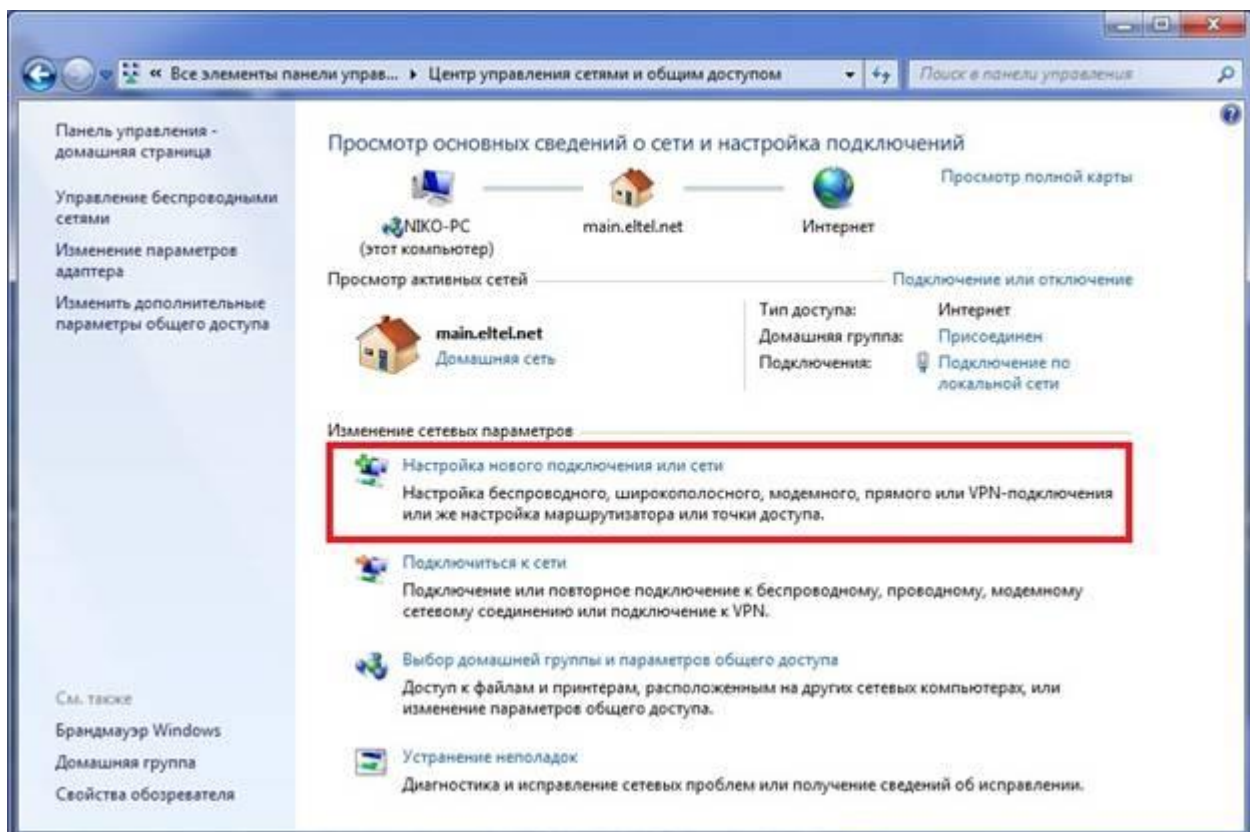 « Все элементы панели управ... ▸ Центр управления сетями и общим доступом
Поиск в панели управления
Панель управления -
домашняя страница
Управление беспроводными
сетями
Изменение параметров
адаптера
Изменить дополнительные
параметры общего доступа
См. также
Брандмауэр Windows
Домашняя группа
Свойства обозревателя
Просмотр основных сведений о сети и настройка подключений
Просмотр полной карты
NIKO-PC
(этот компьютер)
main.eltel.net
Интернет
Просмотр активных сетей
Подключение или отключение
main.eltel.net
Домашняя сеть
Тип доступа: Интернет
Домашняя группа: Присоединен
Подключения: Подключение по
локальной сети
Изменение сетевых параметров
Настройка нового подключения или сети
Настройка беспроводного, широкополосного, модемного, прямого или VPN-подключения
или же настройка маршрутизатора или точки доступа.
Подключиться к сети
Подключение или повторное подключение к беспроводному, проводному, модемному
сетевому соединению или подключение к VPN.
Выбор домашней группы и параметров общего доступа
Доступ к файлам и принтерам, расположенным на других сетевых компьютерах, или
изменение параметров общего доступа.
Устранение неполадок
Диагностика и исправление сетевых проблем или получение сведений об исправлении.